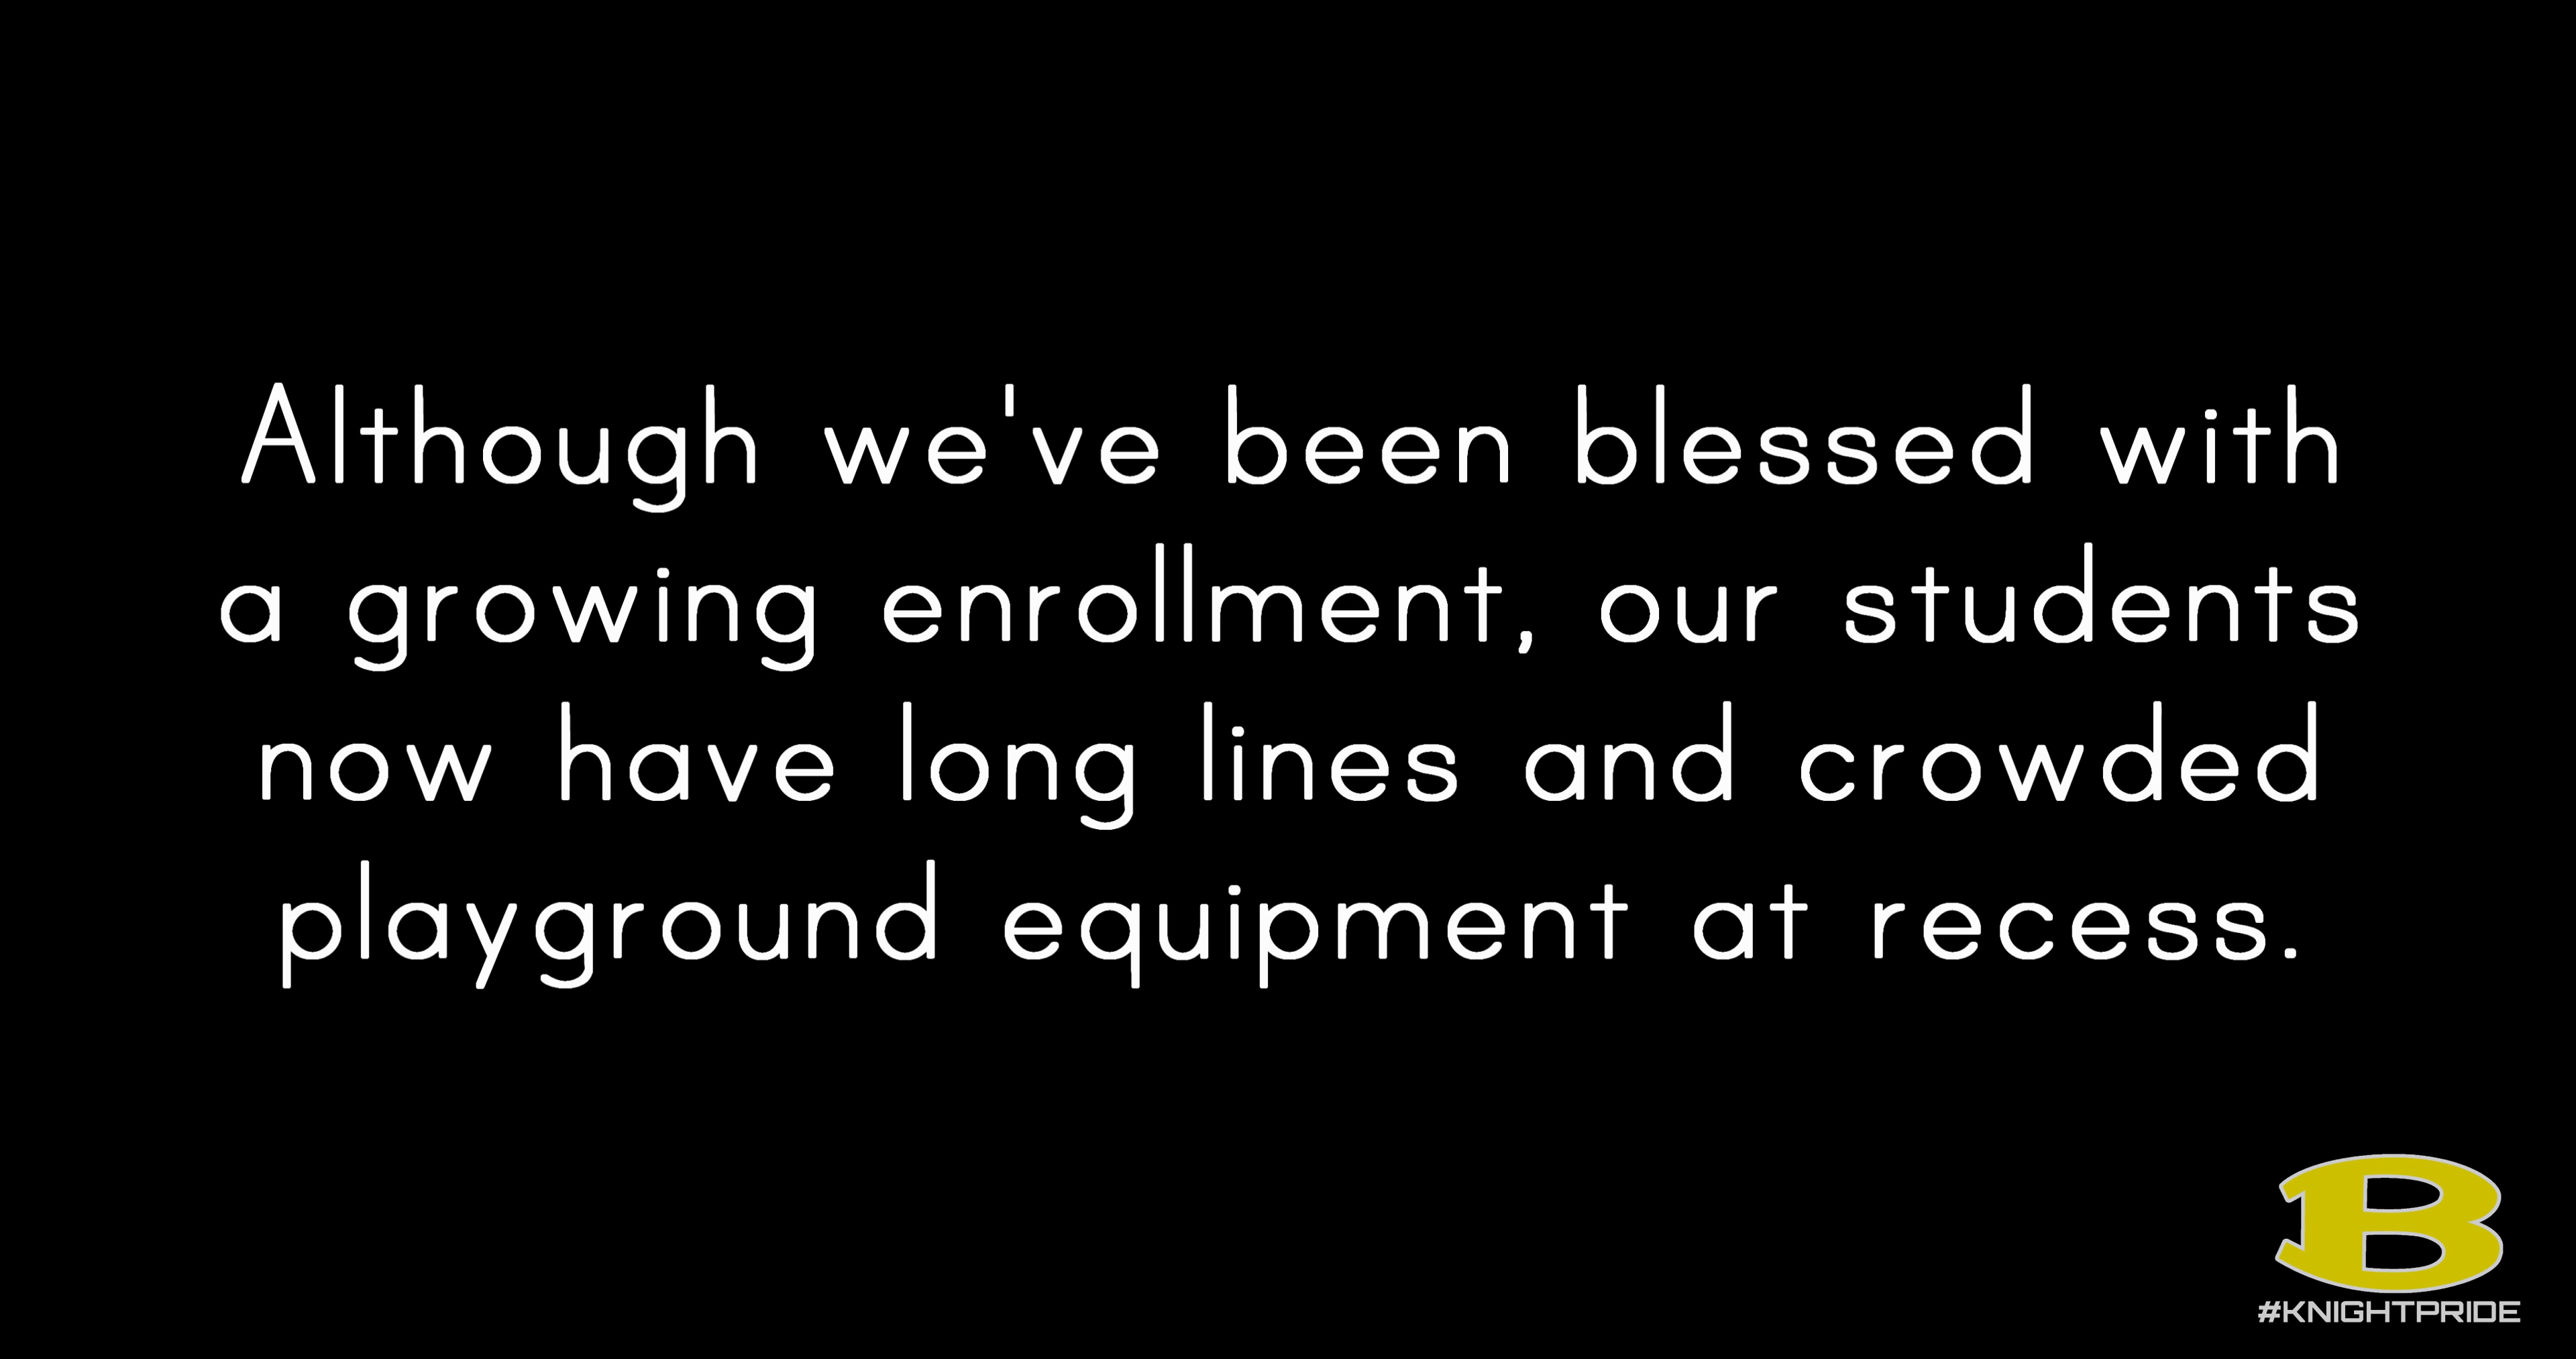 Although we've been blessed with
a growing enrollment, our students
now have long lines and crowded
playground equipment at recess.
B
#KNIGHTPRIDE